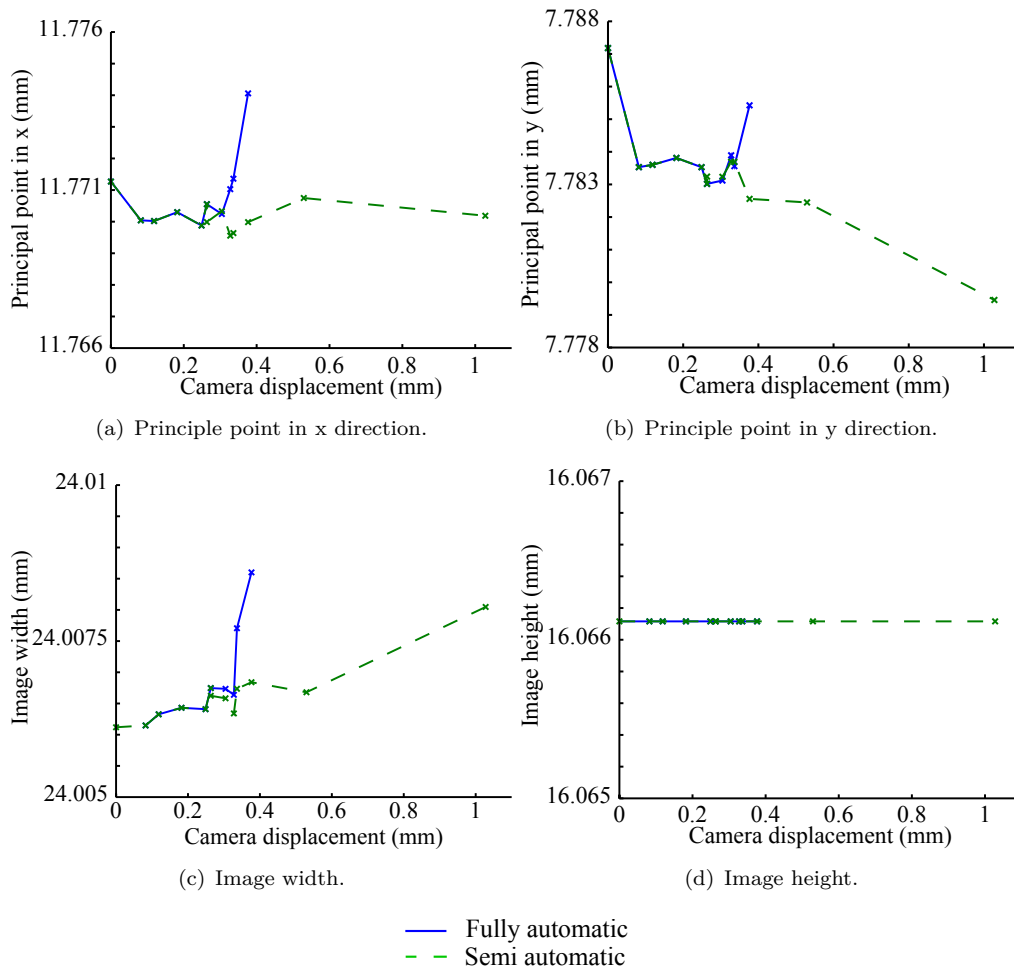 11.776
11.771
11.766
Principal point in x (mm)
0 0.2 0.4 0.6 0.8 1
Camera displacement (mm)
(a) Principle point in x direction.
7.788
7.783
7.778
Principal point in y (mm)
0 0.2 0.4 0.6 0.8 1
Camera displacement (mm)
(b) Principle point in y direction.
24.01
24.0075
24.005
Image width (mm)
0 0.2 0.4 0.6 0.8 1
Camera displacement (mm)
(c) Image width.
16.067
16.066
16.065
Image height (mm)
0 0.2 0.4 0.6 0.8 1
Camera displacement (mm)
(d) Image height.
Fully automatic
Semi automatic